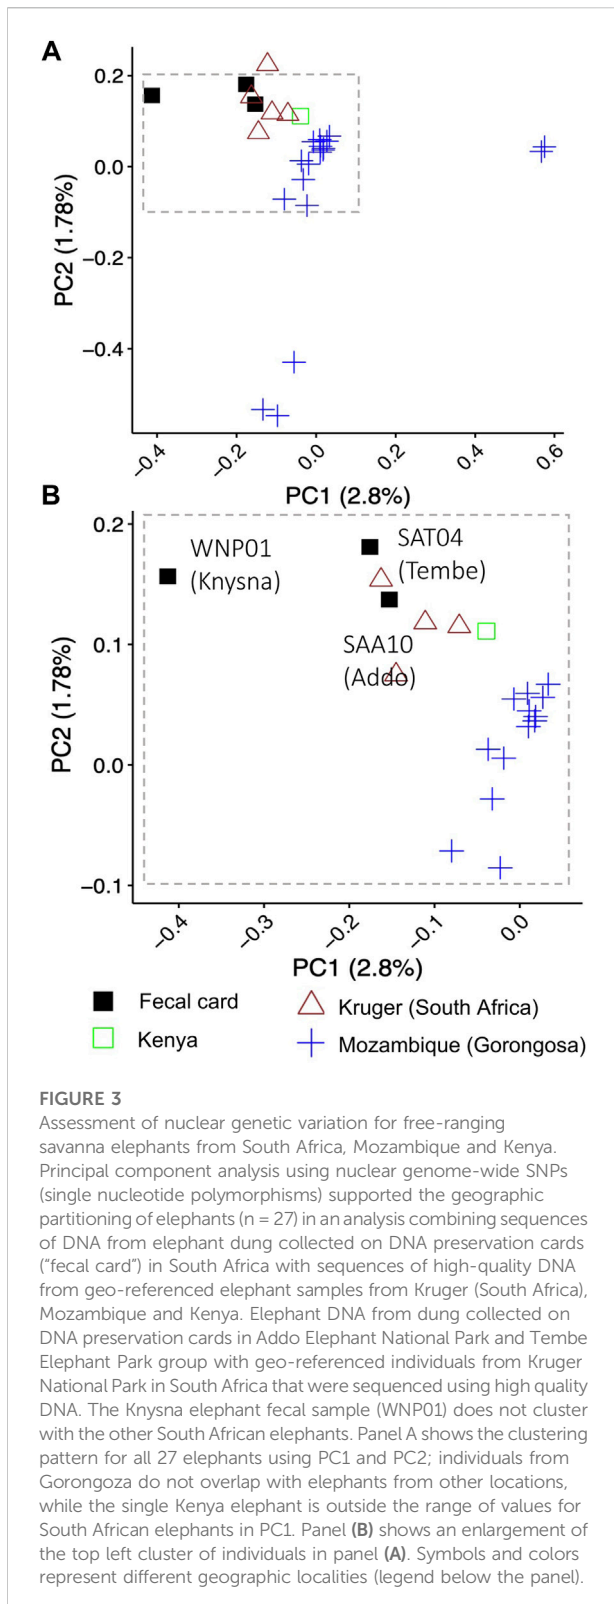 A
0.2
0.0
−0.2
−0.4
PC2 (1.78%)
−0.4
−0.2
0.0
0.2
0.4
0.6
PC1 (2.8%)
B
0.2
0.1
0.0
−0.1
PC2 (1.78%)
WNP01
(Knysna)
SAT04
(Tembe)
SAA10
(Addo)
−0.4
−0.3
−0.2
−0.1
0.0
PC1 (2.8%)
Fecal card
Kruger (South Africa)
Kenya
Mozambique (Gorongosa)
FIGURE 3
Assessment of nuclear genetic variation for free-ranging
savanna elephants from South Africa, Mozambique and Kenya.
Principal component analysis using nuclear genome-wide SNPs
(single nucleotide polymorphisms) supported the geographic
partitioning of elephants (n = 27) in an analysis combining sequences
of DNA from elephant dung collected on DNA preservation cards
(“fecal card”) in South Africa with sequences of high-quality DNA
from geo-referenced elephant samples from Kruger (South Africa),
Mozambique and Kenya. Elephant DNA from dung collected on
DNA preservation cards in Addo Elephant National Park and Tembe
Elephant Park group with geo-referenced individuals from Kruger
National Park in South Africa that were sequenced using high quality
DNA. The Knysna elephant fecal sample (WNP01) does not cluster
with the other South African elephants. Panel A shows the clustering
pattern for all 27 elephants using PC1 and PC2; individuals from
Gorongoza do not overlap with elephants from other locations,
while the single Kenya elephant is outside the range of values for
South African elephants in PC1. Panel (B) shows an enlargement of
the top left cluster of individuals in panel (A). Symbols and colors
represent different geographic localities (legend below the panel).